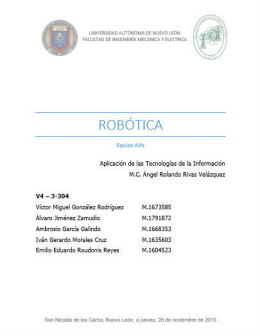 UNIVERSIDAD AUTÓNOMA DE NUEVO LEÓN
FACULTAD DE INGENIERÍA MECÁNICA Y ELÉCTRICA
ROBÓTICA
Equipo Alfa
Aplicación de las Tecnologías de la Información
M.C. Ángel Rolando Rivas Velázquez
V4 – 3-304
Víctor Miguel González Rodríguez M.1673585
Álvaro Jiménez Zamudio M.1791872
Ambrosio García Galindo M.1668353
Iván Gerardo Morales Cruz M.1635603
Emilio Eduardo Roudonis Reyes M.1604523
San Nicolás de los Garza, Nuevo León, a jueves, 26 de noviembre de 2015